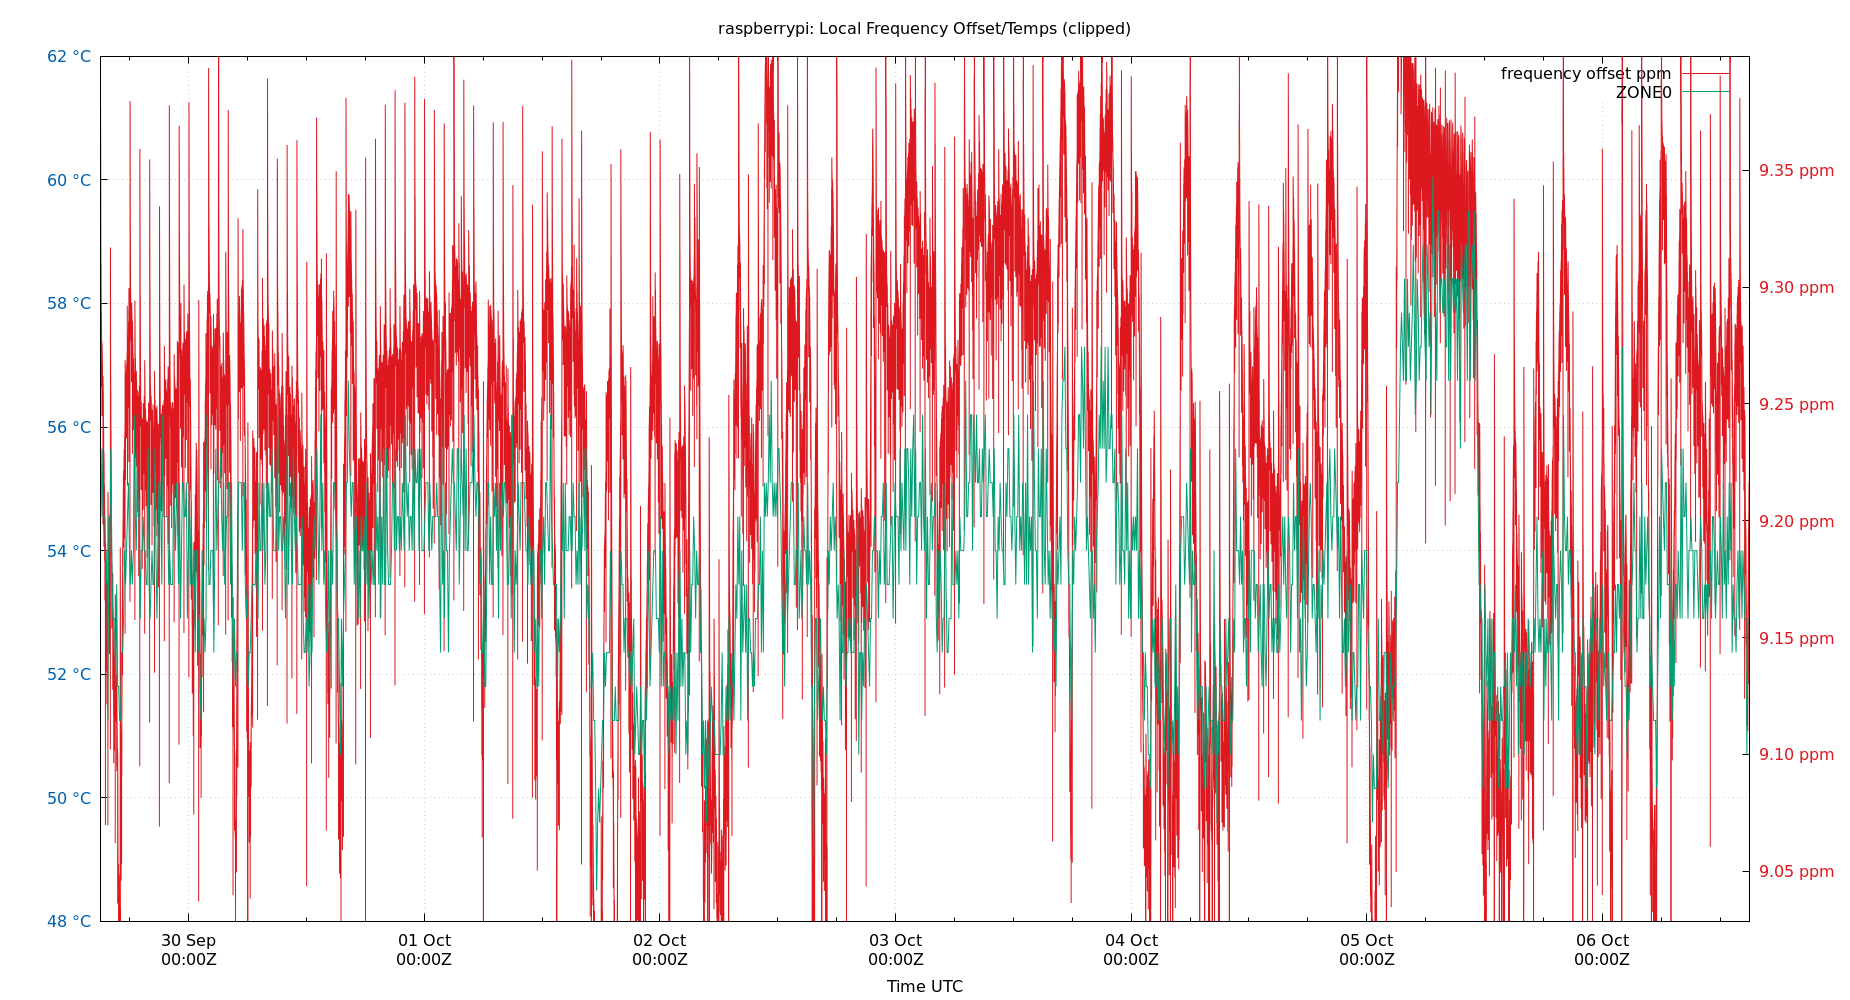 raspberrypi: Local Frequency Offset/Temps (clipped)
62 °C
60 °C
58 °C
56 °C
54 °C
52 °C
50 °C
48 °C
frequency offset ppm
ZONE0
9.35 ppm
9.30 ppm
9.25 ppm
9.20 ppm
9.15 ppm
9.10 ppm
9.05 ppm
30 Sep 01 Oct 02 Oct 03 Oct 04 Oct 05 Oct 06 Oct
00:00Z 00:00Z 00:00Z 00:00Z 00:00Z 00:00Z 00:00Z
Time UTC